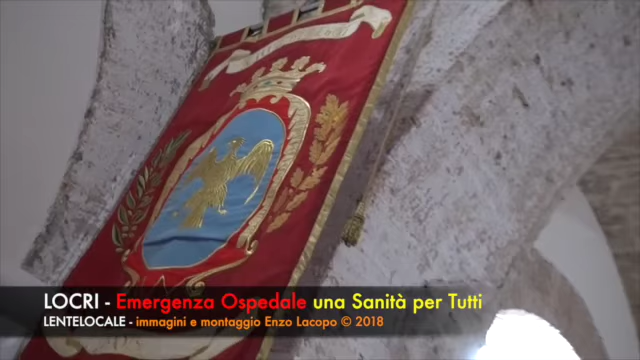 LOCRI - Emergenza Ospedale una Sanità per Tutti
LENTELOCALE - immagini e montaggio Enzo Lacopo © 2018